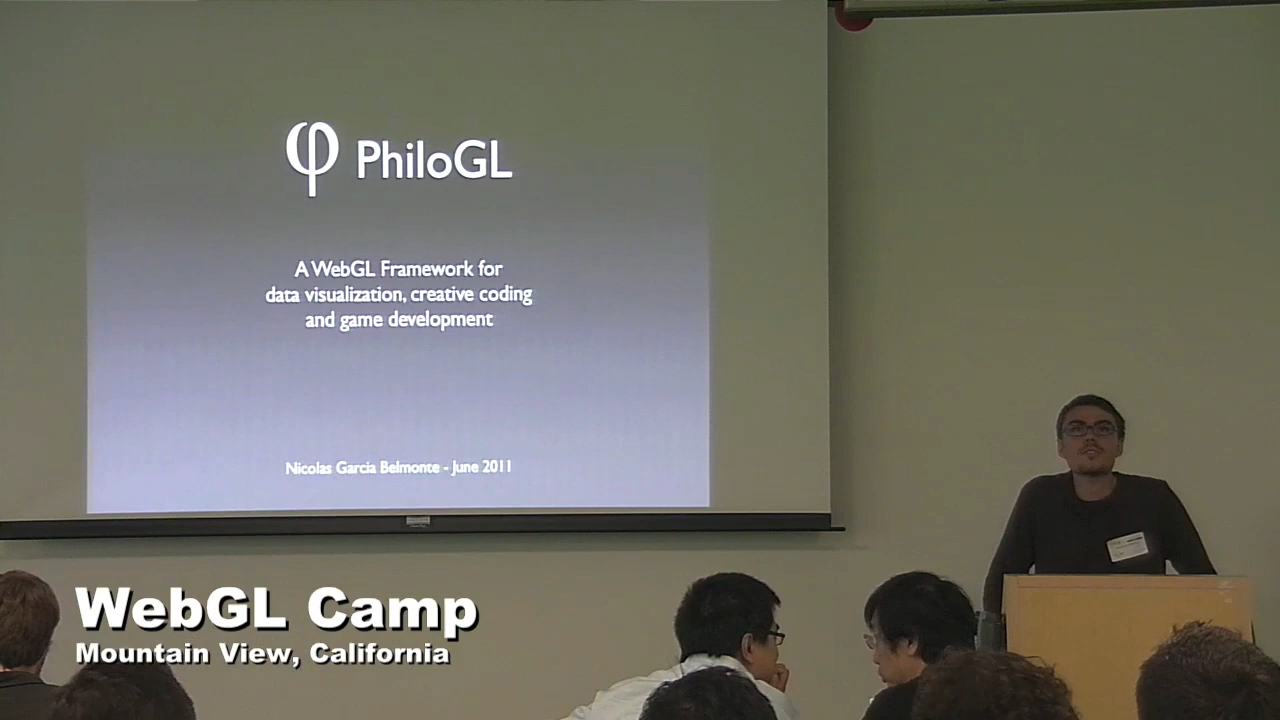 φ PhiloGL
A WebGL Framework for
data visualization, creative coding
and game development
Nicolas Garcia Belmonte - June 2011
WebGL Camp
Mountain View, California